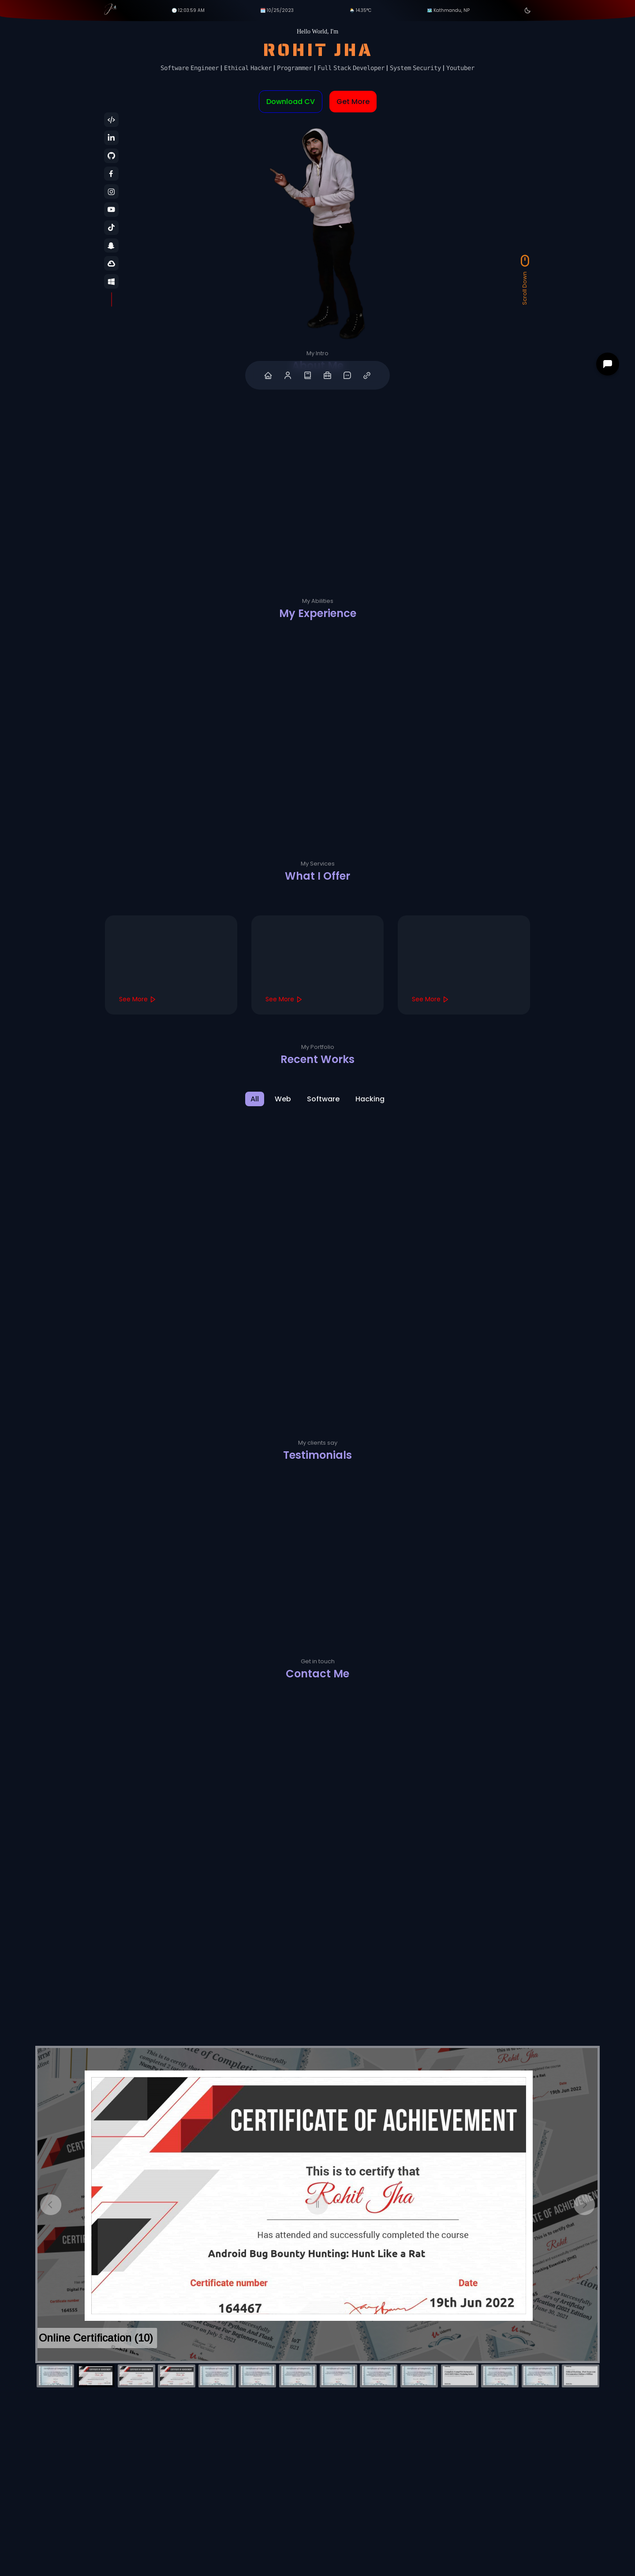 12:00:59 AM
10/25/2023
14.35°C
Kathmandu, NP
Hello World, I'm
ROHIT JHA
Software Engineer | Ethical Hacker | Programmer | Full Stack Developer | System Security | Youtuber
Download CV
Got More
Scroll Down
My Intro
My Abilities
My Experience
My Services
What I Offer
See More
See More
See More
My Portfolio
Recent Works
All
Web
Software
Hacking
My clients say
Testimonials
Get in touch
Contact Me
CERTIFICATE OF ACHIEVEMENT
This is to certify that
Rohit Jha
Has attended and successfully completed the course
Android Bug Bounty Hunting: Hunt Like a Rat
Certificate number
Date
164467
19th Jun 2022
Online Certification (10)